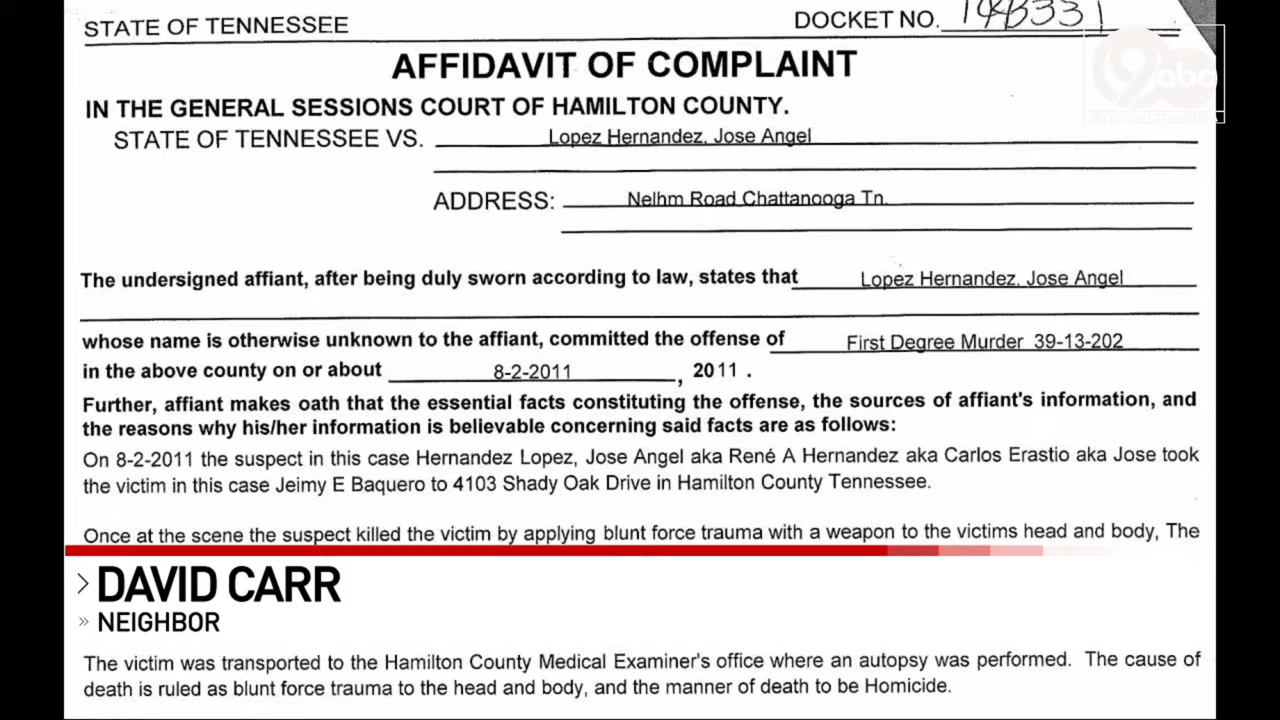 STATE OF TENNESSEE
DOCKET NO.
AFFIDAVIT OF COMPLAINT
IN THE GENERAL SESSIONS COURT OF HAMILTON COUNTY.
STATE OF TENNESSEE VS. Lopez Hernandez, Jose Angel
ADDRESS: Nelhm Road Chattanooga Tn.
The undersigned affiant, after being duly sworn according to law, states that Lopez Hernandez, Jose Angel
whose name is otherwise unknown to the affiant, committed the offense of First Degree Murder 39-13-202
in the above county on or about 8-2-2011, 2011.
Further, affiant makes oath that the essential facts constituting the offense, the sources of affiant's information, and
the reasons why his/her information is believable concerning said facts are as follows:
On 8-2-2011 the suspect in this case Hernandez Lopez, Jose Angel aka René A Hernandez aka Carlos Erastio aka Jose took
the victim in this case Jeimy E Baquero to 4103 Shady Oak Drive in Hamilton County Tennessee.
Once at the scene the suspect killed the victim by applying blunt force trauma with a weapon to the victims head and body, The
DAVID CARR
NEIGHBOR
The victim was transported to the Hamilton County Medical Examiner's office where an autopsy was performed. The cause of
death is ruled as blunt force trauma to the head and body, and the manner of death to be Homicide.
9 abc